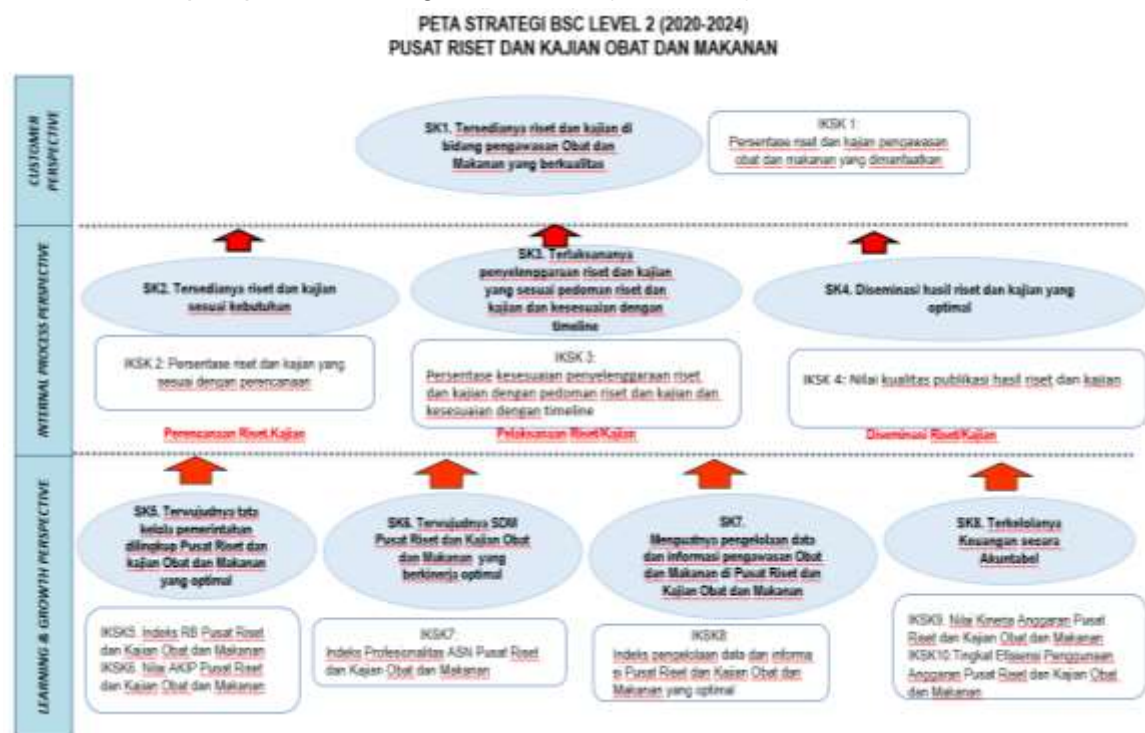 PETA STRATEGI BSC LEVEL 2 (2020-2024)
PUSAT RISET DAN KAJIAN OBAT DAN MAKANAN
CUSTOMER
PERSPECTIVE
SK1. Tersedianya riset dan kajian di
bidang pengawasan Obat dan
Makanan yang berkualitas
IKSK 1:
Persentase riset dan kajian pengawasan
obat dan makanan yang dimanfaatkan
INTERNAL PROCESS PERSPECTIVE
SK2. Tersedianya riset dan kajian
sesuai kebutuhan
SK3. Terlaksananya
penyelenggaraan riset dan kajian
yang sesuai pedoman riset dan
kajian dan kesesuaian dengan
timeline
SK4. Diseminasi hasil riset dan kajian yang
optimal
IKSK 2: Persentase riset dan kajian yang
sesuai dengan perencanaan
IKSK 3:
Persentase kesesuaian penyelenggaraan riset
dan kajian dengan pedoman riset dan kajian dan
kesesuaian dengan timeline
IKSK 4: Nilai kualitas publikasi hasil riset dan kajian
Perencanaan Riset Kajian
Pelaksanaan Riset/Kajian
Diseminasi Riset/Kajian
LEARNING & GROWTH PERSPECTIVE
SK5. Terwujudnya tata
kelola pemerintahan
dilingkup Pusat Riset dan
kajian Obat dan Makanan
yang optimal
SK6. Terwujudnya SDM
Pusat Riset dan Kajian Obat
dan Makanan yang
berkinerja optimal
SK7.
Menguatnya pengelolaan data
dan informasi pengawasan Obat
dan Makanan di Pusat Riset dan
Kajian Obat dan Makanan
SK8. Terkelolanya
Keuangan secara
Akuntabel
IKSK5. Indeks RB Pusat Riset
dan Kajian Obat dan Makanan
IKSK6. Nilai AKIP Pusat Riset
dan Kajian Obat dan Makanan
IKSK7:
Indeks Profesionalitas ASN Pusat Riset
dan Kajian Obat dan Makanan
IKSK8:
Indeks pengelolaan data dan informa
si Pusat Riset dan Kajian Obat dan
Makanan yang optimal
IKSK9. Nilai Kinerja Anggaran Pusat
Riset dan Kajian Obat dan Makanan
IKSK10.Tingkat Efisiensi Penggunaan
Anggaran Pusat Riset dan Kajian Obat
dan Makanan